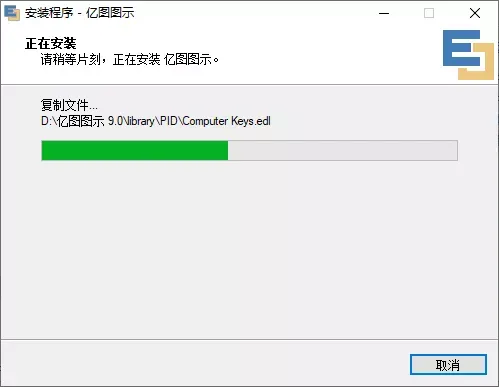 安装程序 - 亿图图示
正在安装
请稍等片刻，正在安装 亿图图示。
复制文件...
D:\亿图图示 9.0\library\PID\Computer Keys.edl
取消